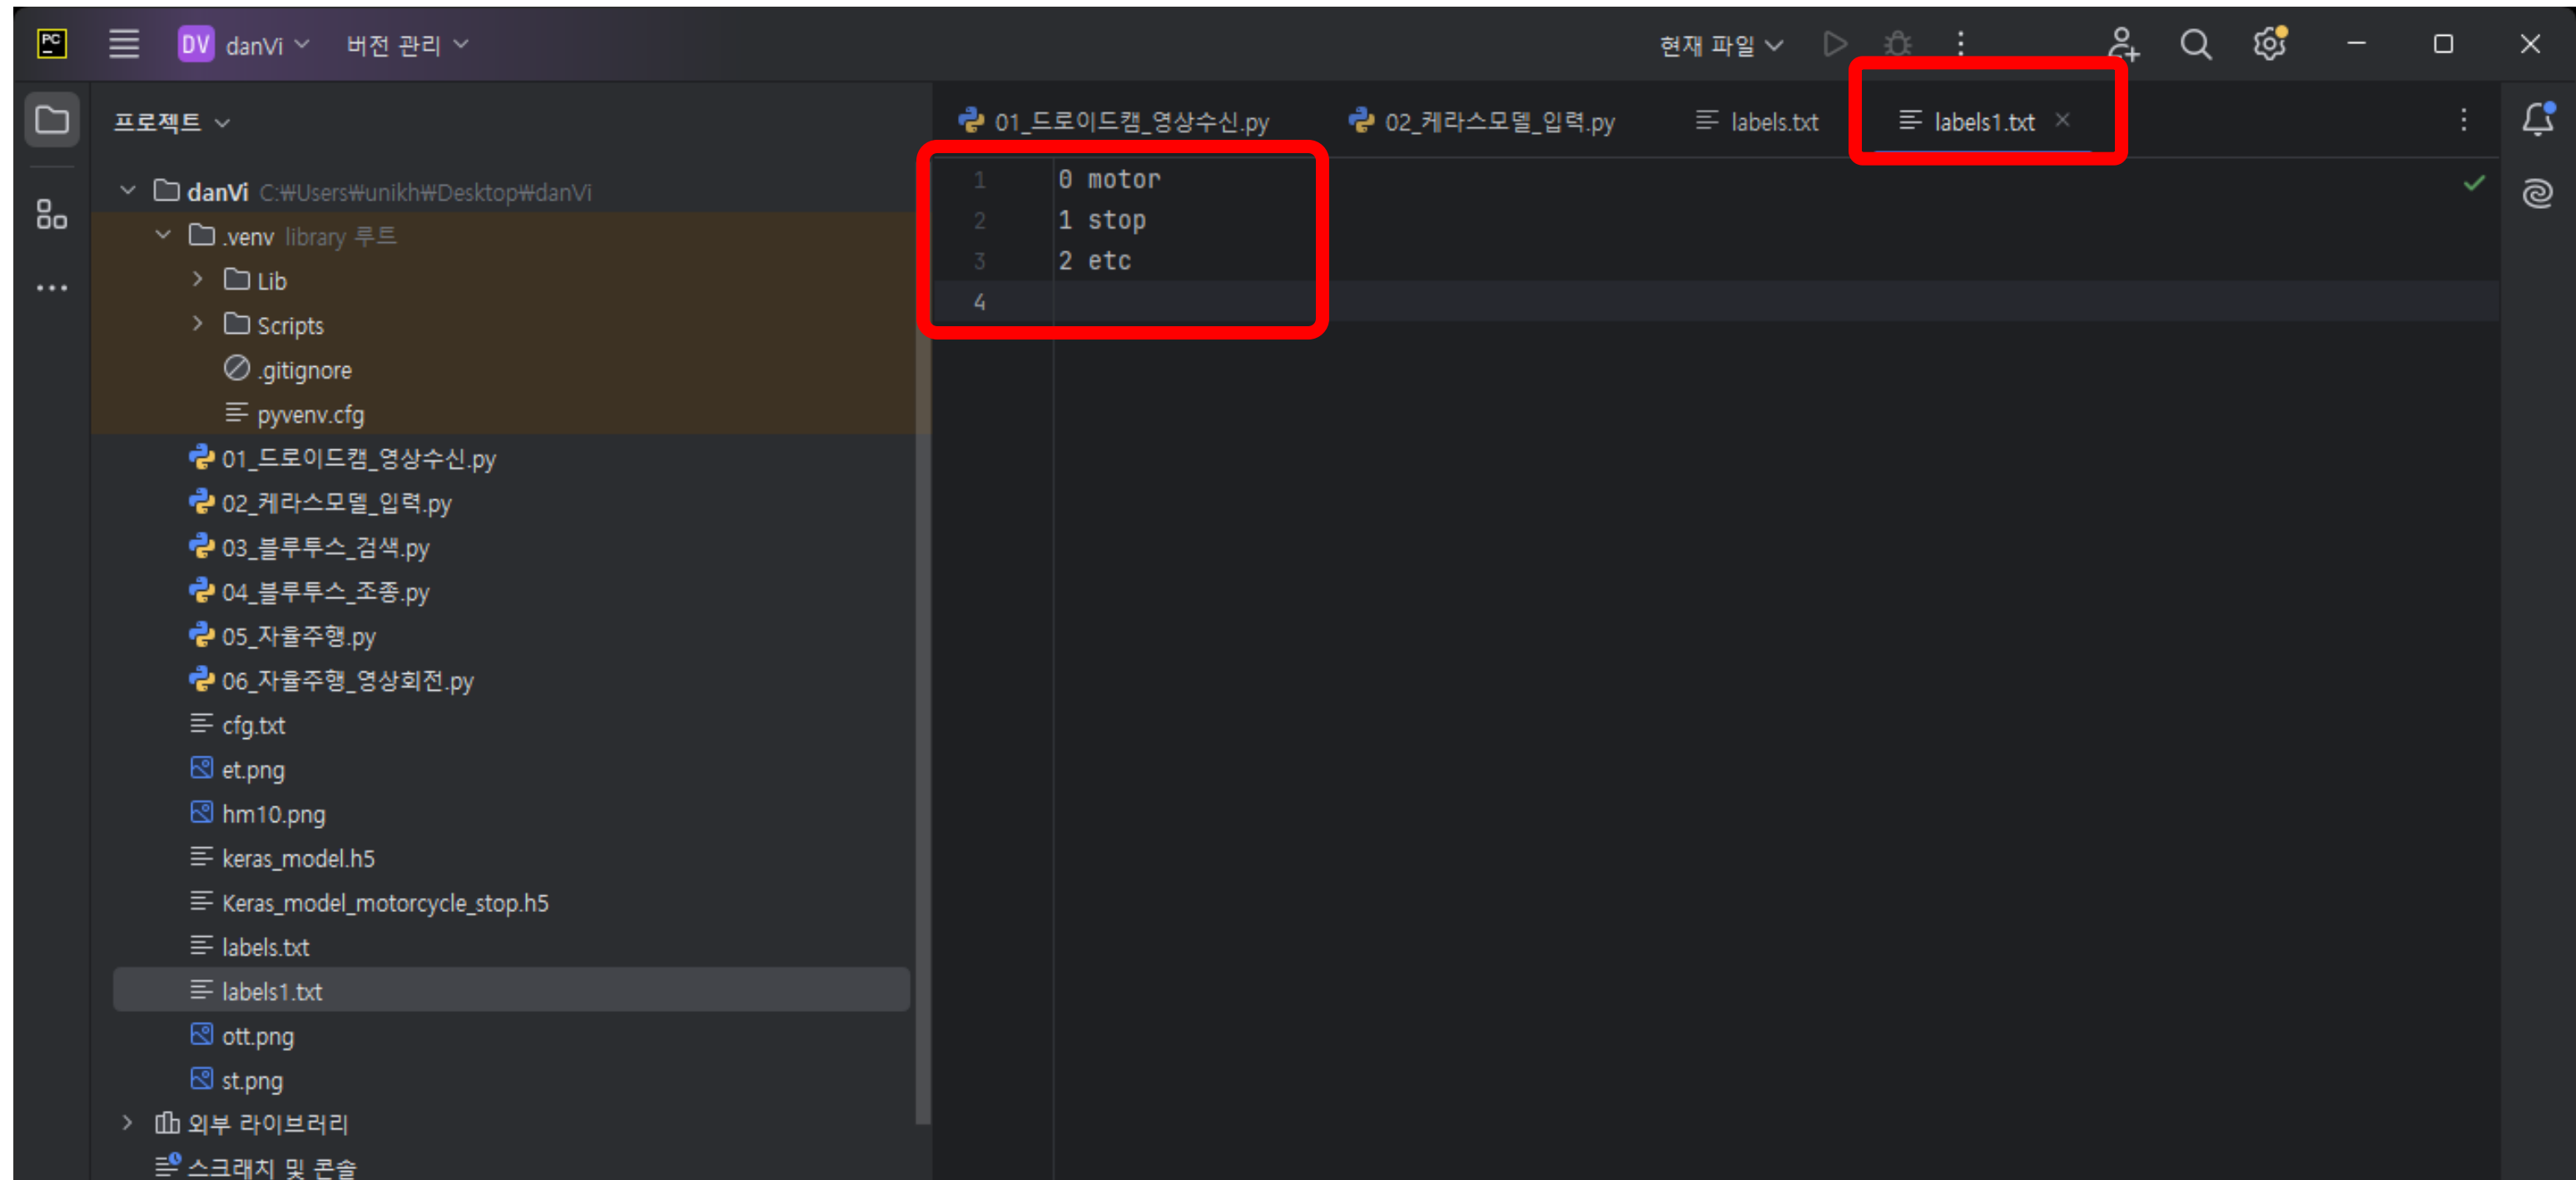 PC
DV danVi 버전 관리
현재 파일
프로젝트
danVi C:₩Users₩unikh₩Desktop₩danVi
.venv library 루트
Lib
Scripts
.gitignore
pyvenv.cfg
01_드로이드캠_영상수신.py
02_케라스모델_입력.py
03_블루투스_검색.py
04_블루투스_조종.py
05_자율주행.py
06_자율주행_영상회전.py
cfg.txt
et.png
hm10.png
keras_model.h5
Keras_model_motorcycle_stop.h5
labels.txt
labels1.txt
ott.png
st.png
외부 라이브러리
스크래치 및 콘솔
01_드로이드캠_영상수신.py 02_케라스모델_입력.py labels.txt labels1.txt
1 0 motor
2 1 stop
3 2 etc
4